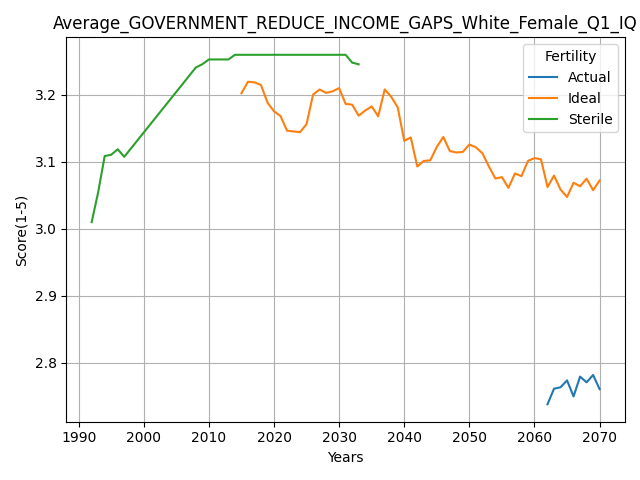 Average_GOVERNMENT_REDUCE_INCOME_GAPS_White_Female_Q1_IQ
Fertility
Actual
Ideal
Sterile
Score(1-5)
3.2
3.1
3.0
2.9
2.8
1990 2000 2010 2020 2030 2040 2050 2060 2070
Years